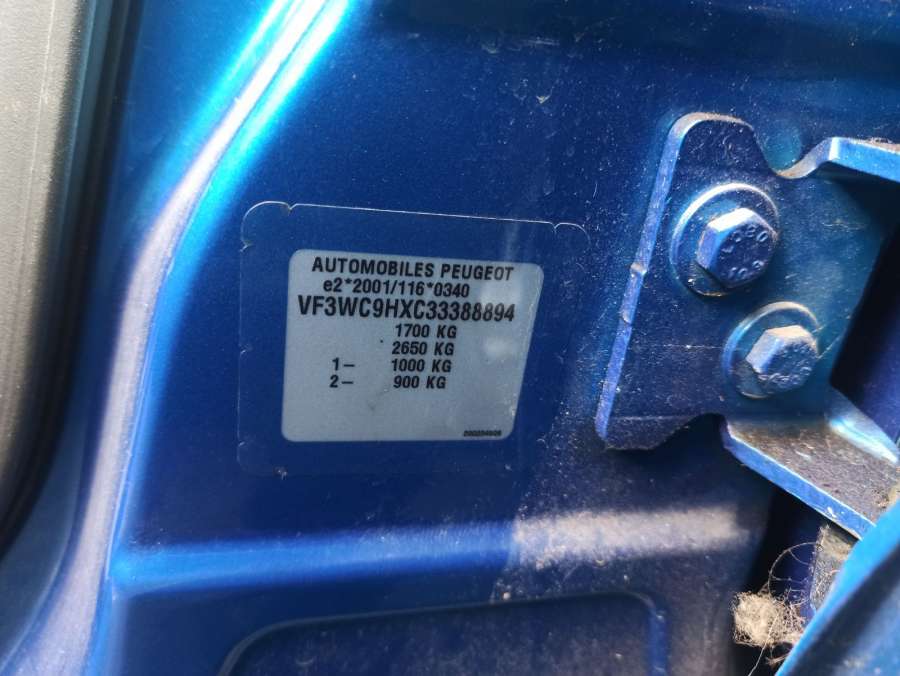 AUTOMOBILES PEUGEOT
e2*2001/116*0340
VF3WC9HXC33388894
1700 KG
2650 KG
1– 1000 KG
2– 900 KG